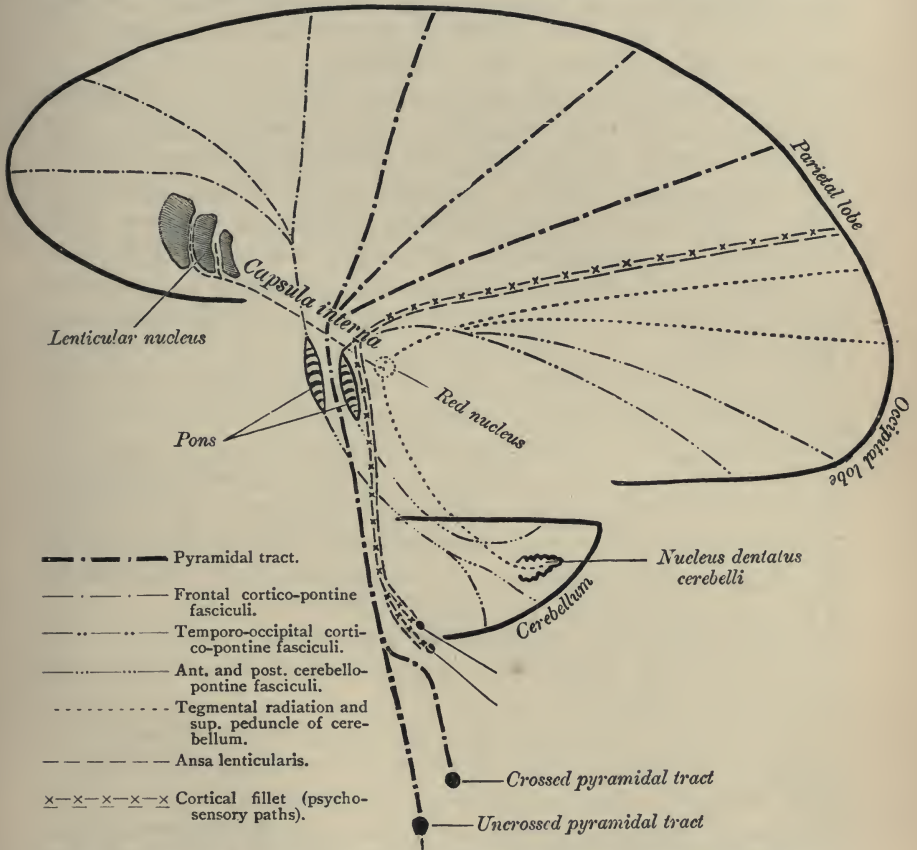 Parietal lobe
Capsula interna
Lenticular nucleus
Red nucleus
Pons
Occipital lobe
Nucleus dentatus
cerebelli
Cerebellum
Pyramidal tract.
Frontal cortico-pontine
fasciculi.
Temporo-occipital corti-
co-pontine fasciculi.
Ant. and post. cerebello-
pontine fasciculi.
Tegmental radiation and
sup. peduncle of cere-
bellum.
Ansa lenticularis.
Cortical fillet (psycho-
sensory paths).
Crossed pyramidal tract
Uncrossed pyramidal tract